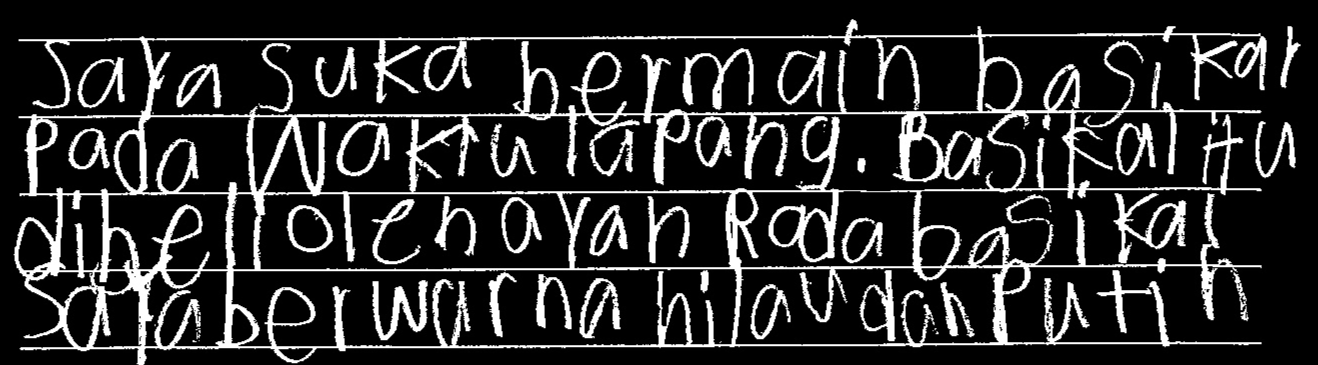 Saya suka bermain basikal
Pada Waktu lapang. Basikal itu
dibeli oleh ayah Roda basikal
Saya berwarna hijau dan Putih